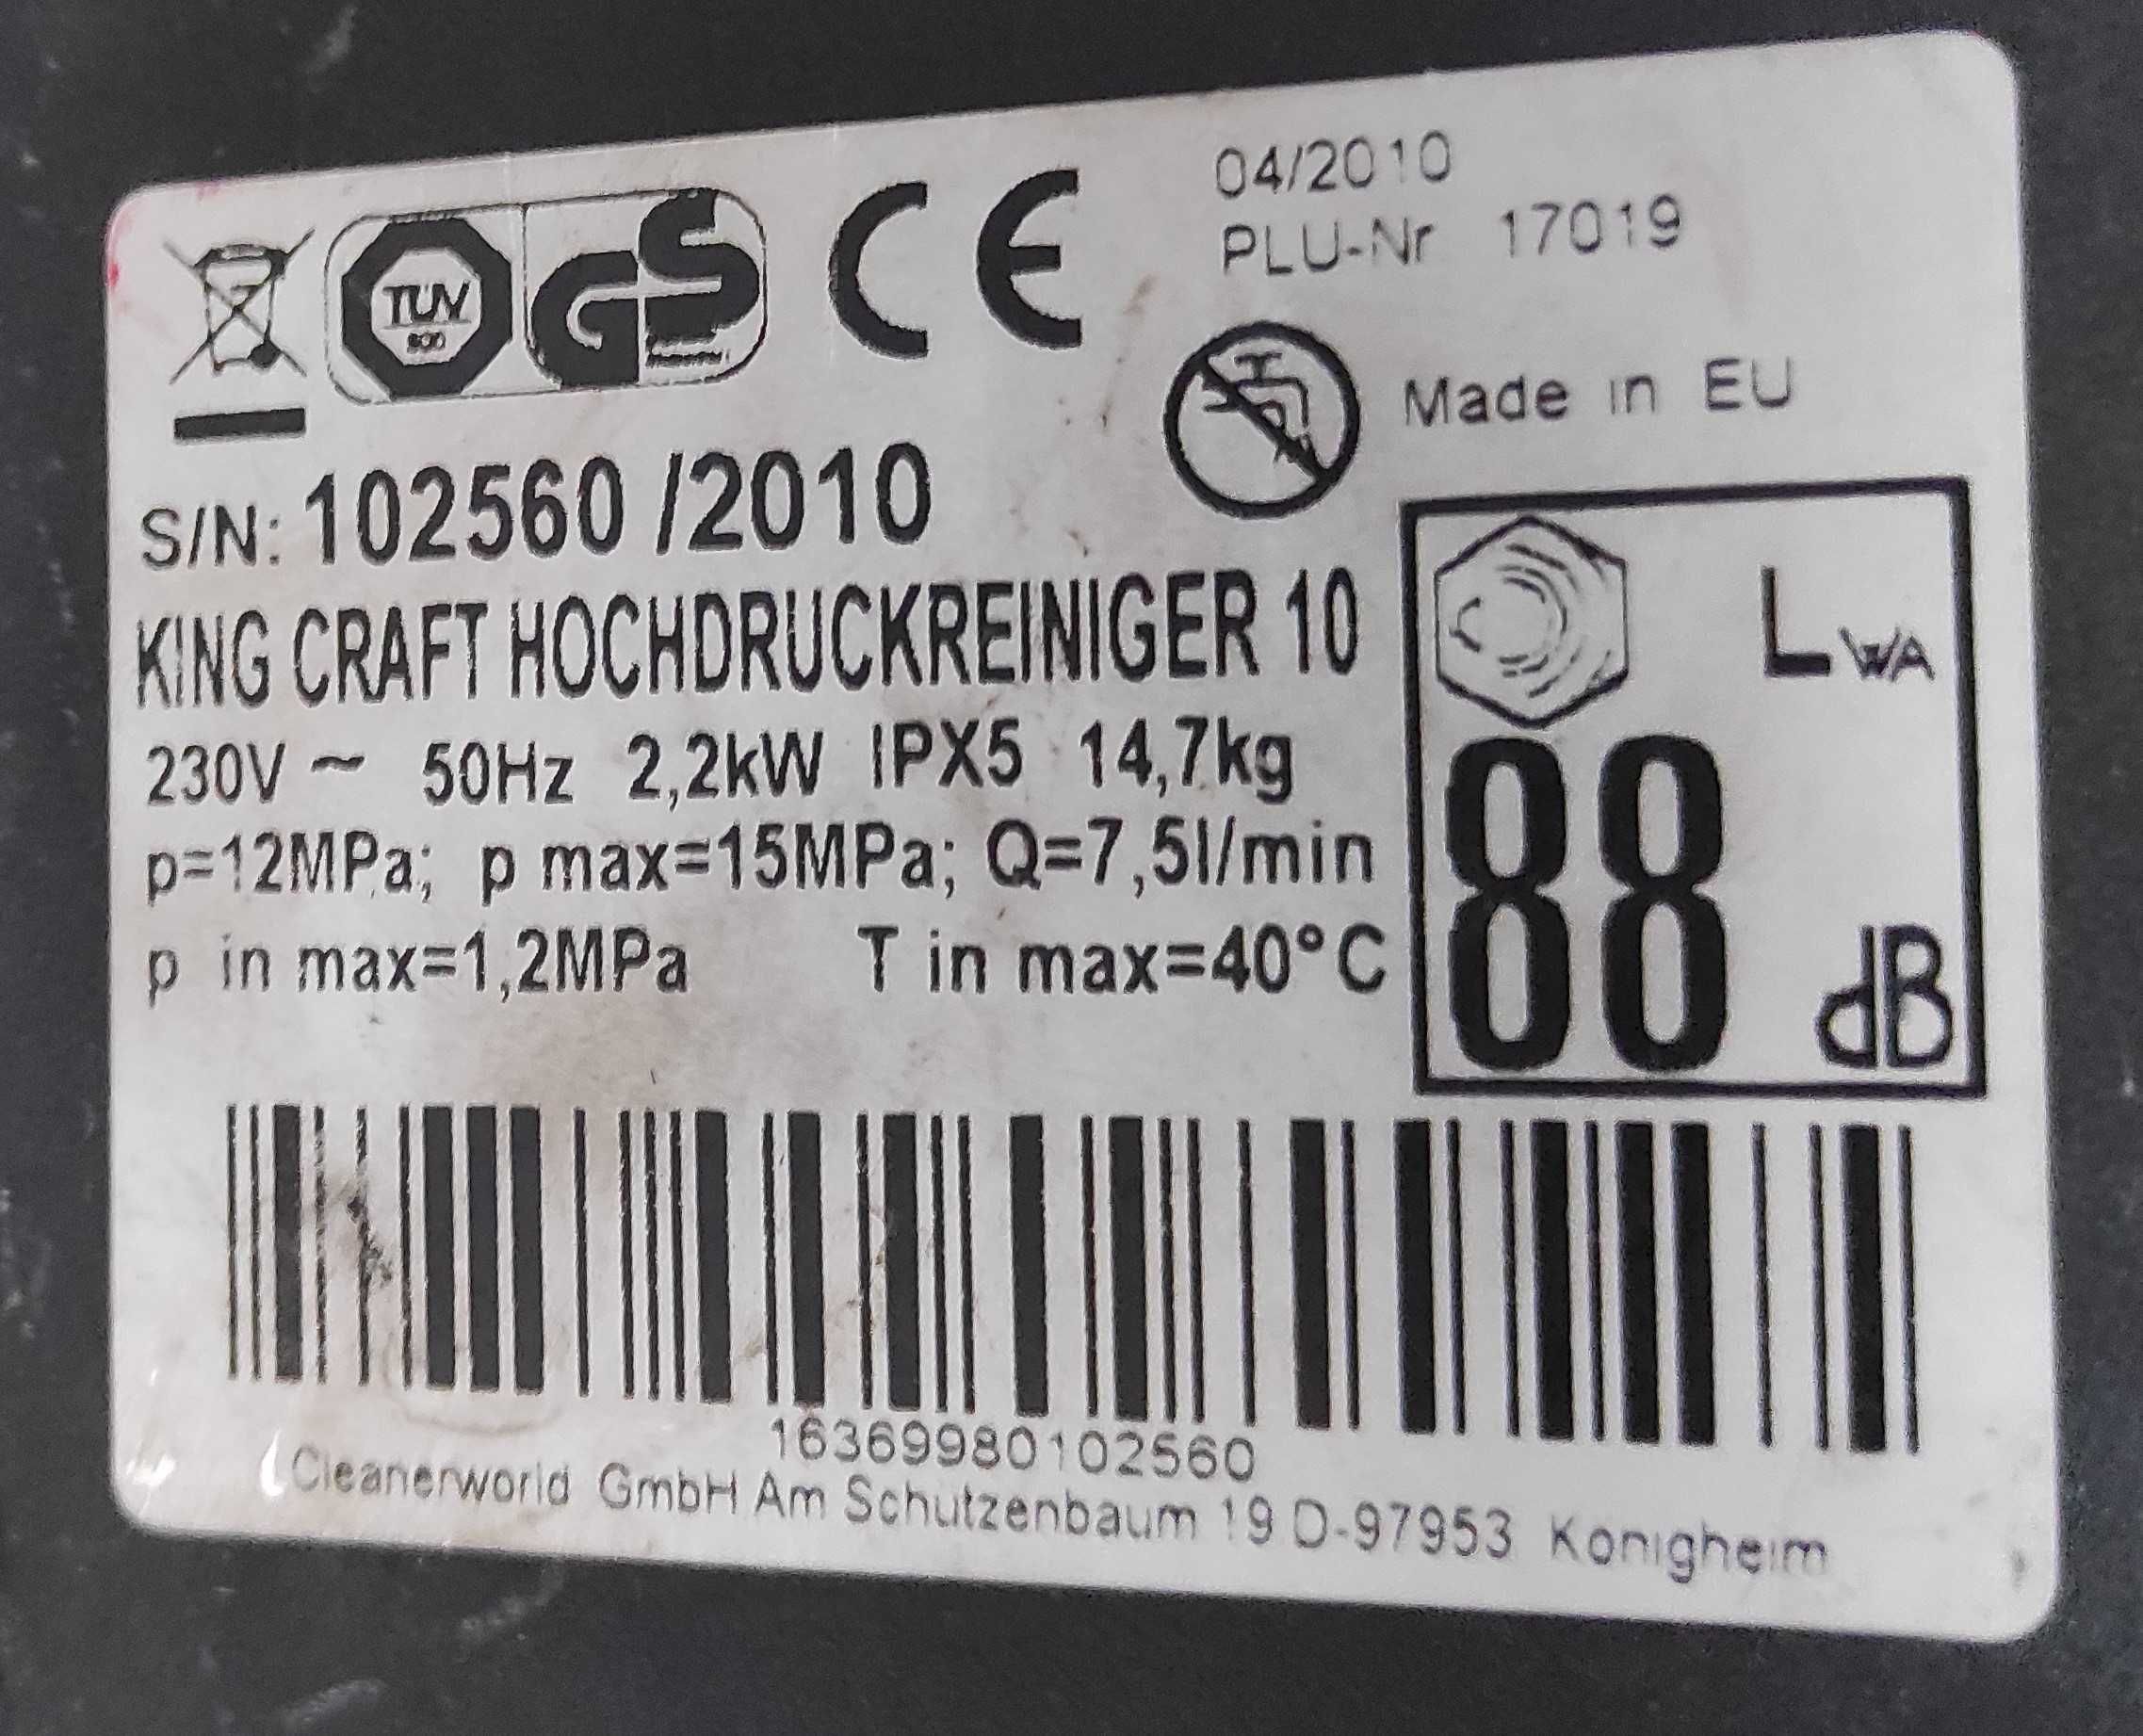 04/2010
PLU-Nr 17019
TUV
GS
CE
Made in EU
S/N: 102560 /2010
KING CRAFT HOCHDRUCKREINIGER 10
230V ~ 50Hz 2,2kW IPX5 14,7kg
p=12MPa; p max=15MPa; Q=7,5l/min
p in max=1,2MPa T in max=40°C
LWA
88 dB
16369980102560
Cleanerworld GmbH Am Schutzenbaum 19 D-97953 Konigheim